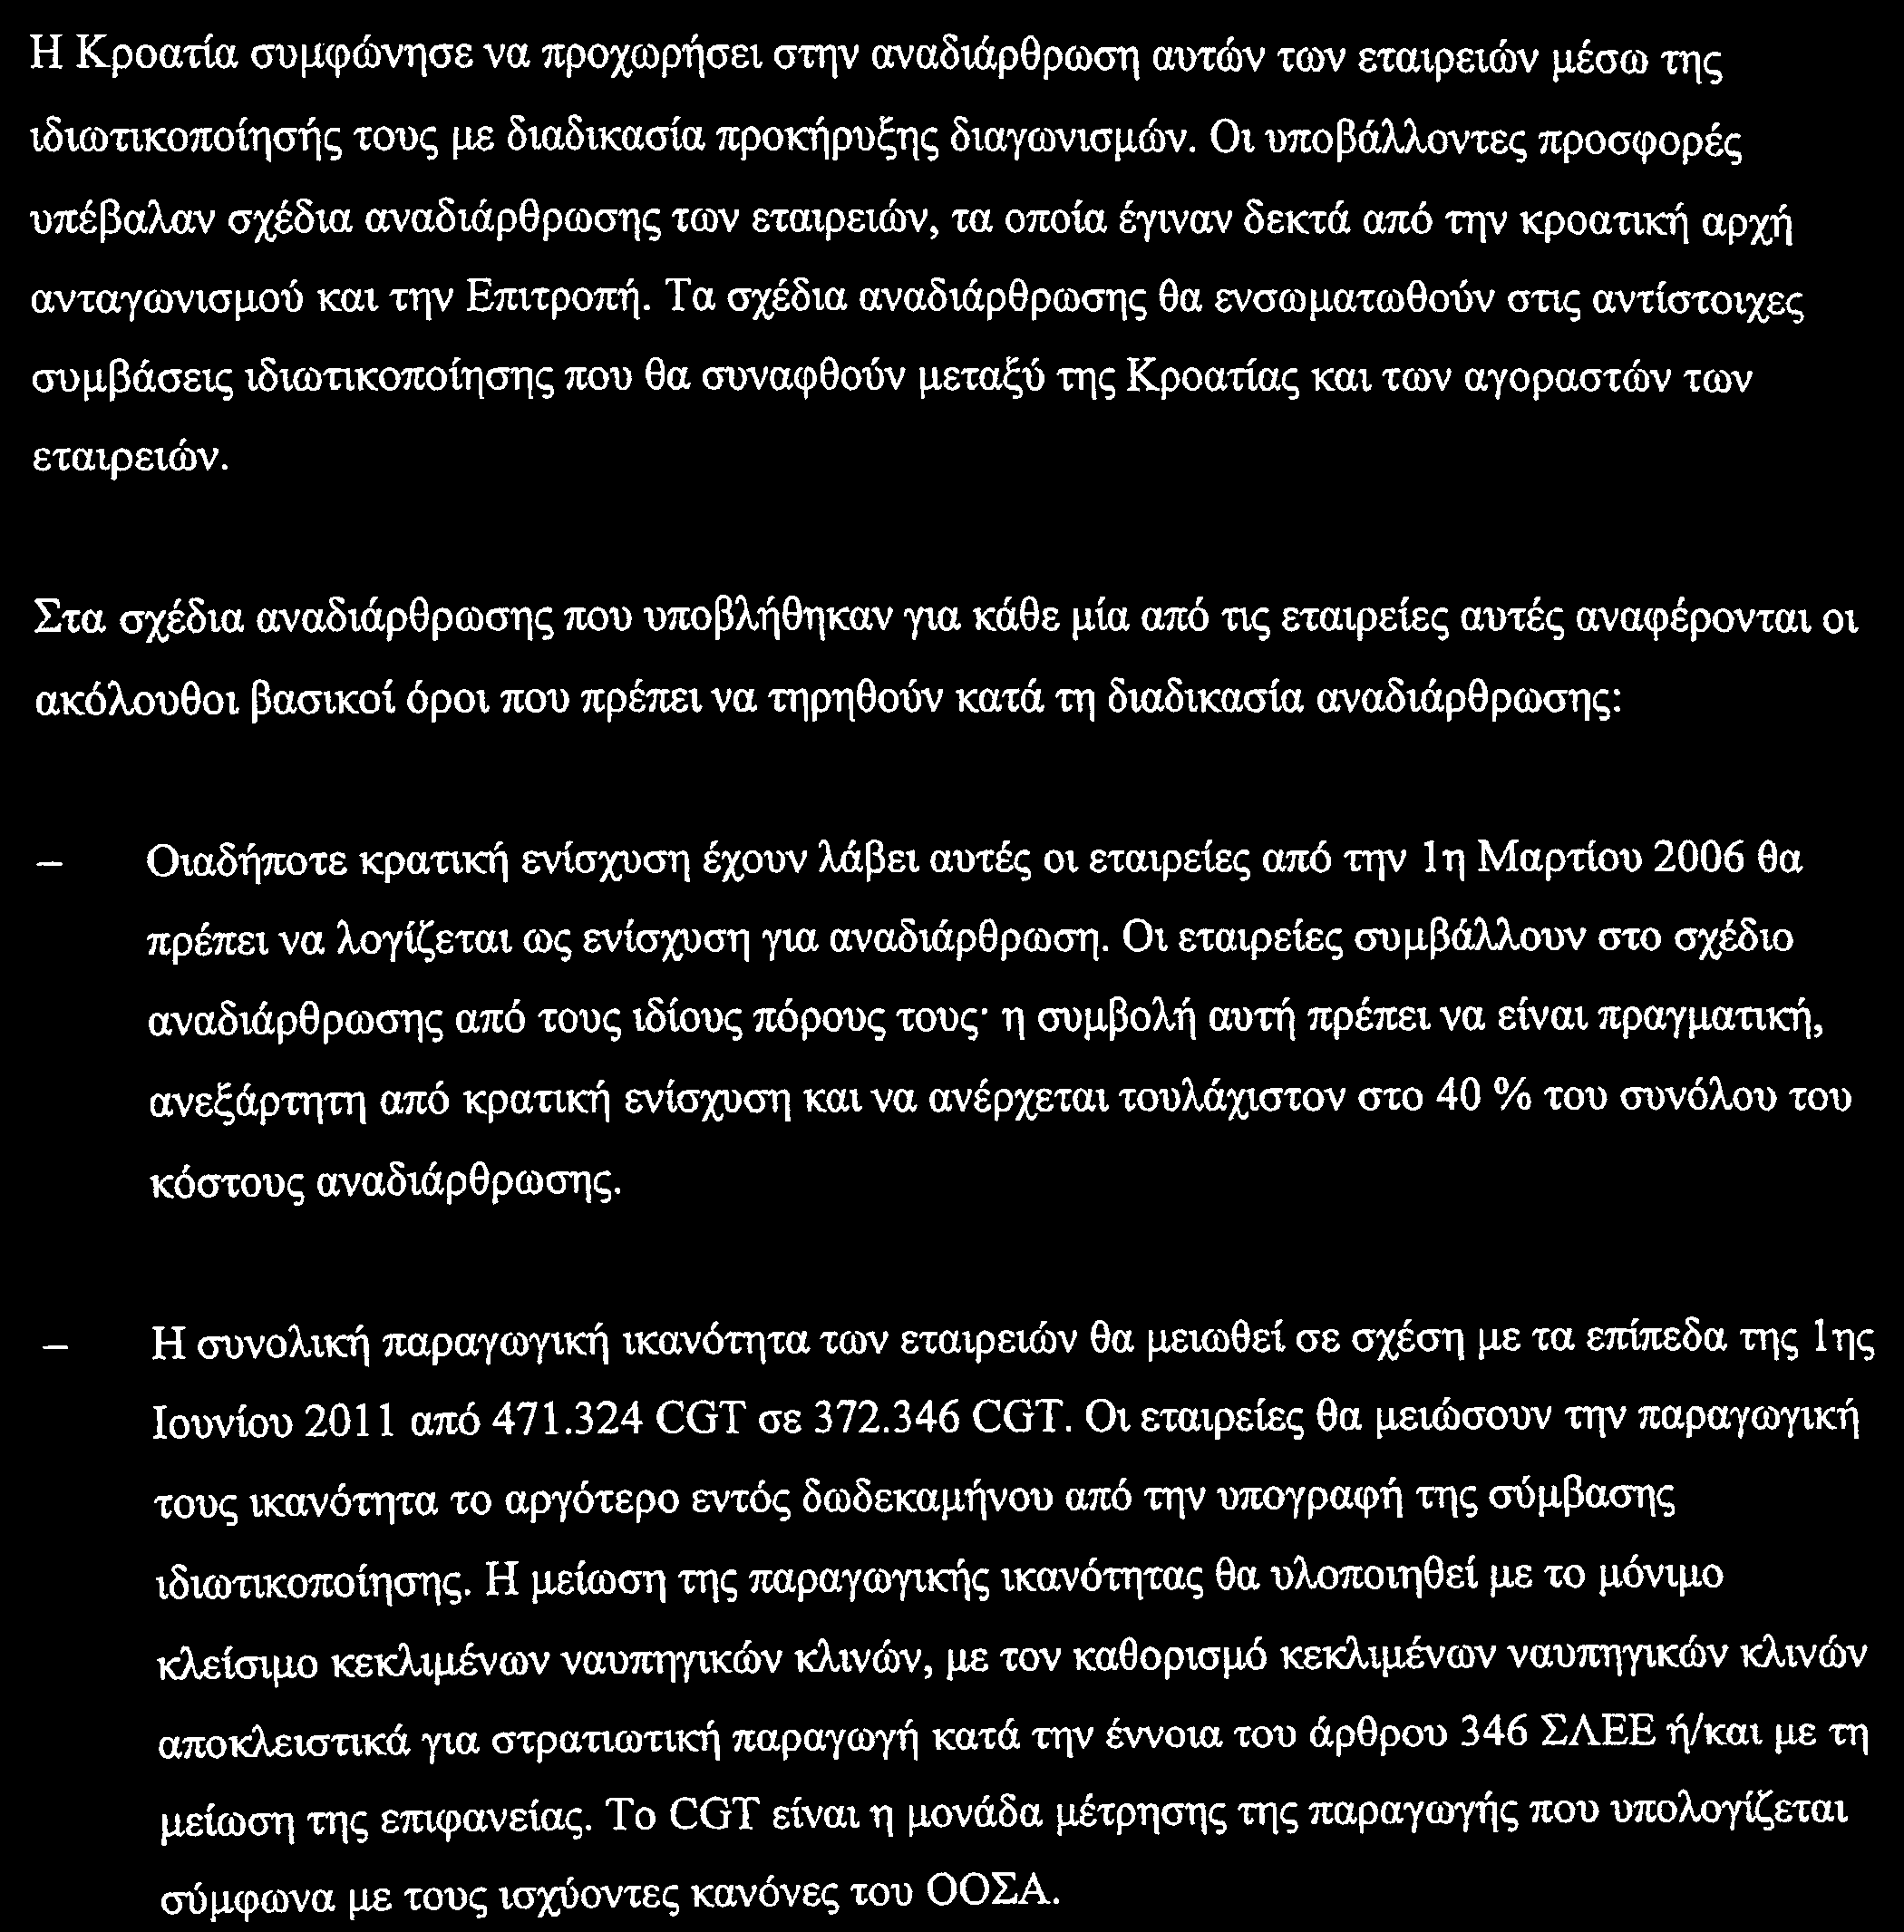 Η Κροατία συμφώνησε να προχωρήσει στην αναδιάρθρωση αυτών των εταιρειών μέσω της
ιδιωτικοποίησής τους με διαδικασία προκήρυξης διαγωνισμών. Οι υποβάλλοντες προσφορές
υπέβαλαν σχέδια αναδιάρθρωσης των εταιρειών, τα οποία έγιναν δεκτά από την κροατική αρχή
ανταγωνισμού και την Επιτροπή. Τα σχέδια αναδιάρθρωσης θα ενσωματωθούν στις αντίστοιχες
συμβάσεις ιδιωτικοποίησης που θα συναφθούν μεταξύ της Κροατίας και των αγοραστών των
εταιρειών.
Στα σχέδια αναδιάρθρωσης που υποβλήθηκαν για κάθε μία από τις εταιρείες αυτές αναφέρονται οι
ακόλουθοι βασικοί όροι που πρέπει να τηρηθούν κατά τη διαδικασία αναδιάρθρωσης:
– Οιαδήποτε κρατική ενίσχυση έχουν λάβει αυτές οι εταιρείες από την 1η Μαρτίου 2006 θα
πρέπει να λογίζεται ως ενίσχυση για αναδιάρθρωση. Οι εταιρείες συμβάλλουν στο σχέδιο
αναδιάρθρωσης από τους ιδίους πόρους τους· η συμβολή αυτή πρέπει να είναι πραγματική,
ανεξάρτητη από κρατική ενίσχυση και να ανέρχεται τουλάχιστον στο 40 % του συνόλου του
κόστους αναδιάρθρωσης.
– Η συνολική παραγωγική ικανότητα των εταιρειών θα μειωθεί σε σχέση με τα επίπεδα της 1ης
Ιουνίου 2011 από 471.324 CGT σε 372.346 CGT. Οι εταιρείες θα μειώσουν την παραγωγική
τους ικανότητα το αργότερο εντός δωδεκαμήνου από την υπογραφή της σύμβασης
ιδιωτικοποίησης. Η μείωση της παραγωγικής ικανότητας θα υλοποιηθεί με το μόνιμο
κλείσιμο κεκλιμένων ναυπηγικών κλινών, με τον καθορισμό κεκλιμένων ναυπηγικών κλινών
αποκλειστικά για στρατιωτική παραγωγή κατά την έννοια του άρθρου 346 ΣΛΕΕ ή/και με τη
μείωση της επιφανείας. Το CGT είναι η μονάδα μέτρησης της παραγωγής που υπολογίζεται
σύμφωνα με τους ισχύοντες κανόνες του ΟΟΣΑ.